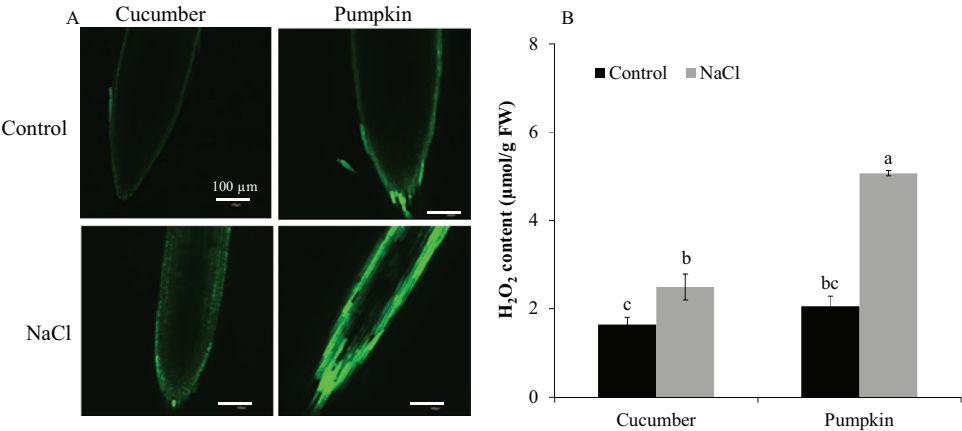 A
Cucumber
Pumpkin
Control
100 µm
NaCl
B
8
6
4
2
0
H₂O₂ content (µmol/g FW)
Control
NaCl
c
b
bc
a
Cucumber
Pumpkin